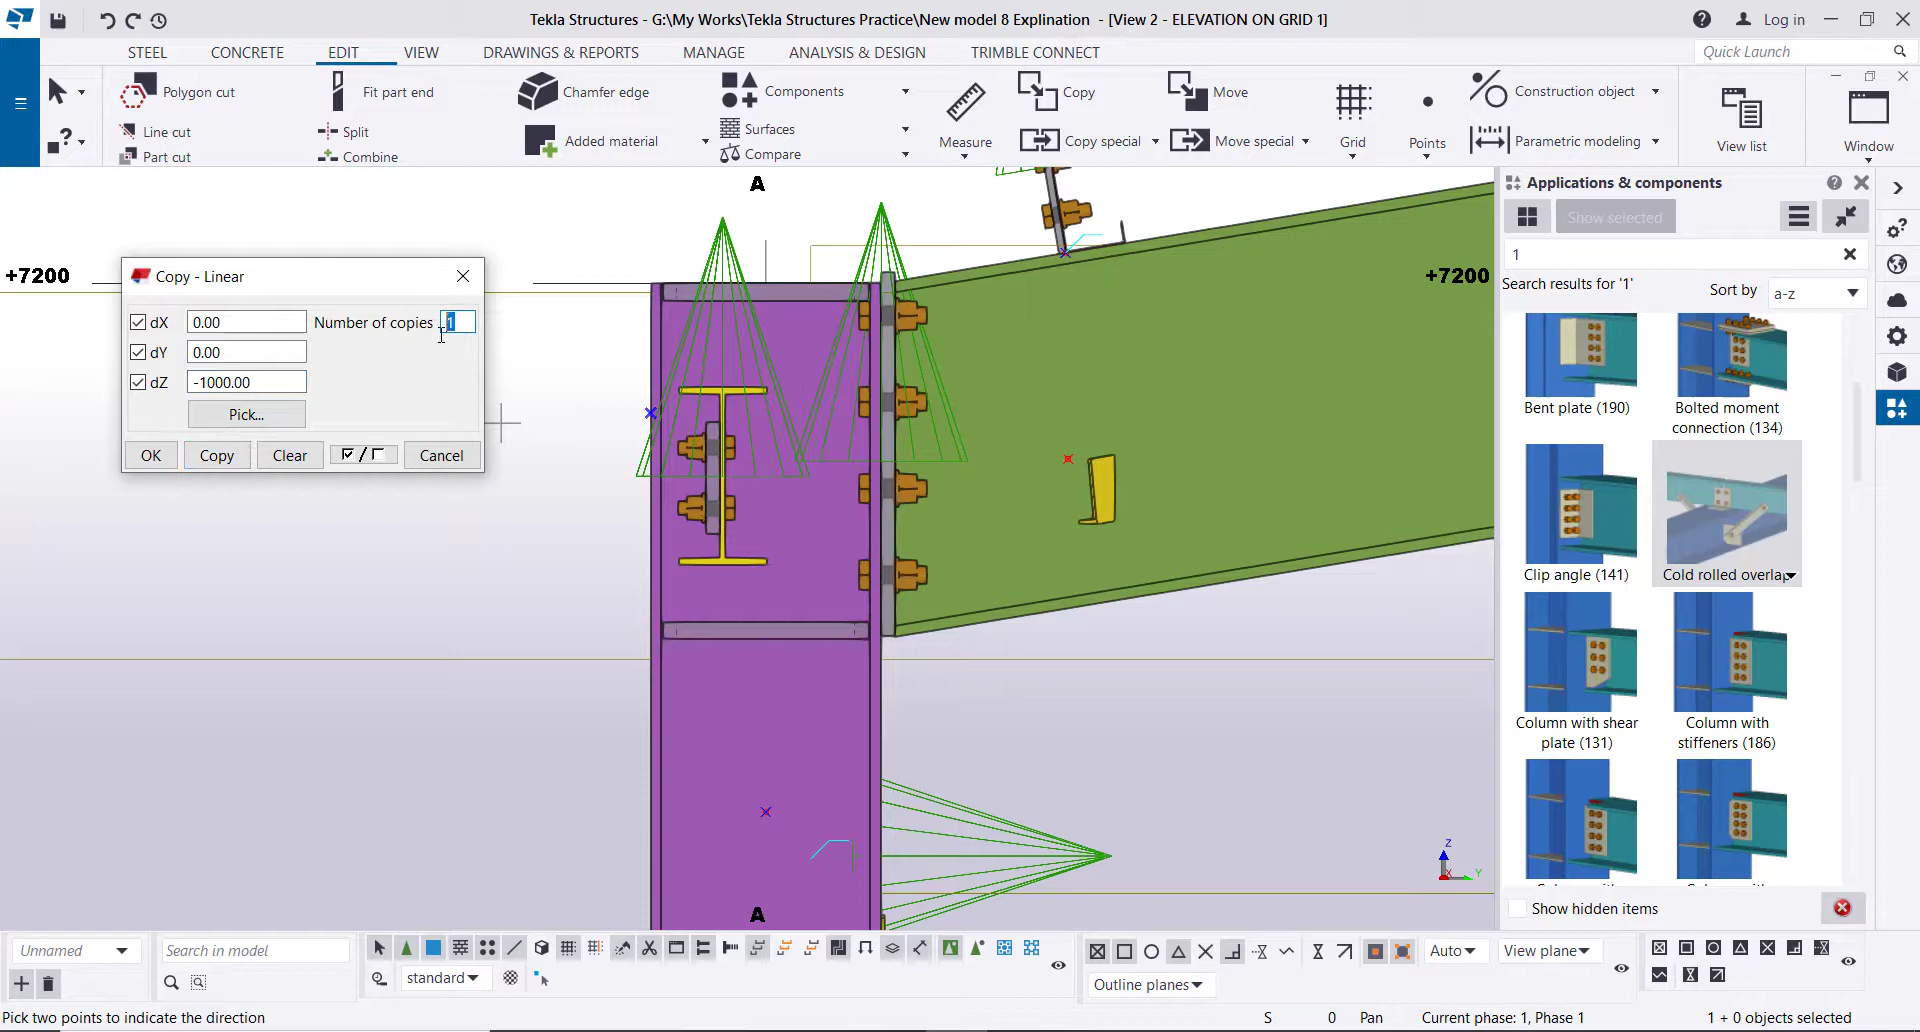 Tekla Structures - G:\My Works\Tekla Structures Practice\New model 8 Explination - [View 2 - ELEVATION ON GRID 1]
Log in
STEEL
CONCRETE
EDIT
VIEW
DRAWINGS & REPORTS
MANAGE
ANALYSIS & DESIGN
TRIMBLE CONNECT
Quick Launch
Polygon cut
Line cut
Part cut
Fit part end
Split
Combine
Chamfer edge
Added material
Components
Surfaces
Compare
Measure
Copy
Copy special
Move
Move special
Grid
Points
Construction object
Parametric modeling
View list
Window
A
+7200
+7200
Copy - Linear
dX
0.00
Number of copies
1
dY
0.00
dZ
-1000.00
Pick...
OK
Copy
Clear
/
Cancel
A
Z
Y
X
Applications & components
Show selected
1
Search results for '1'
Sort by
a-z
Bent plate (190)
Bolted moment
connection (134)
Clip angle (141)
Cold rolled overlap
Column with shear
plate (131)
Column with
stiffeners (186)
Show hidden items
Unnamed
Search in model
standard
Auto
View plane
Outline planes
Pick two points to indicate the direction
S
0
Pan
Current phase: 1, Phase 1
1 + 0 objects selected